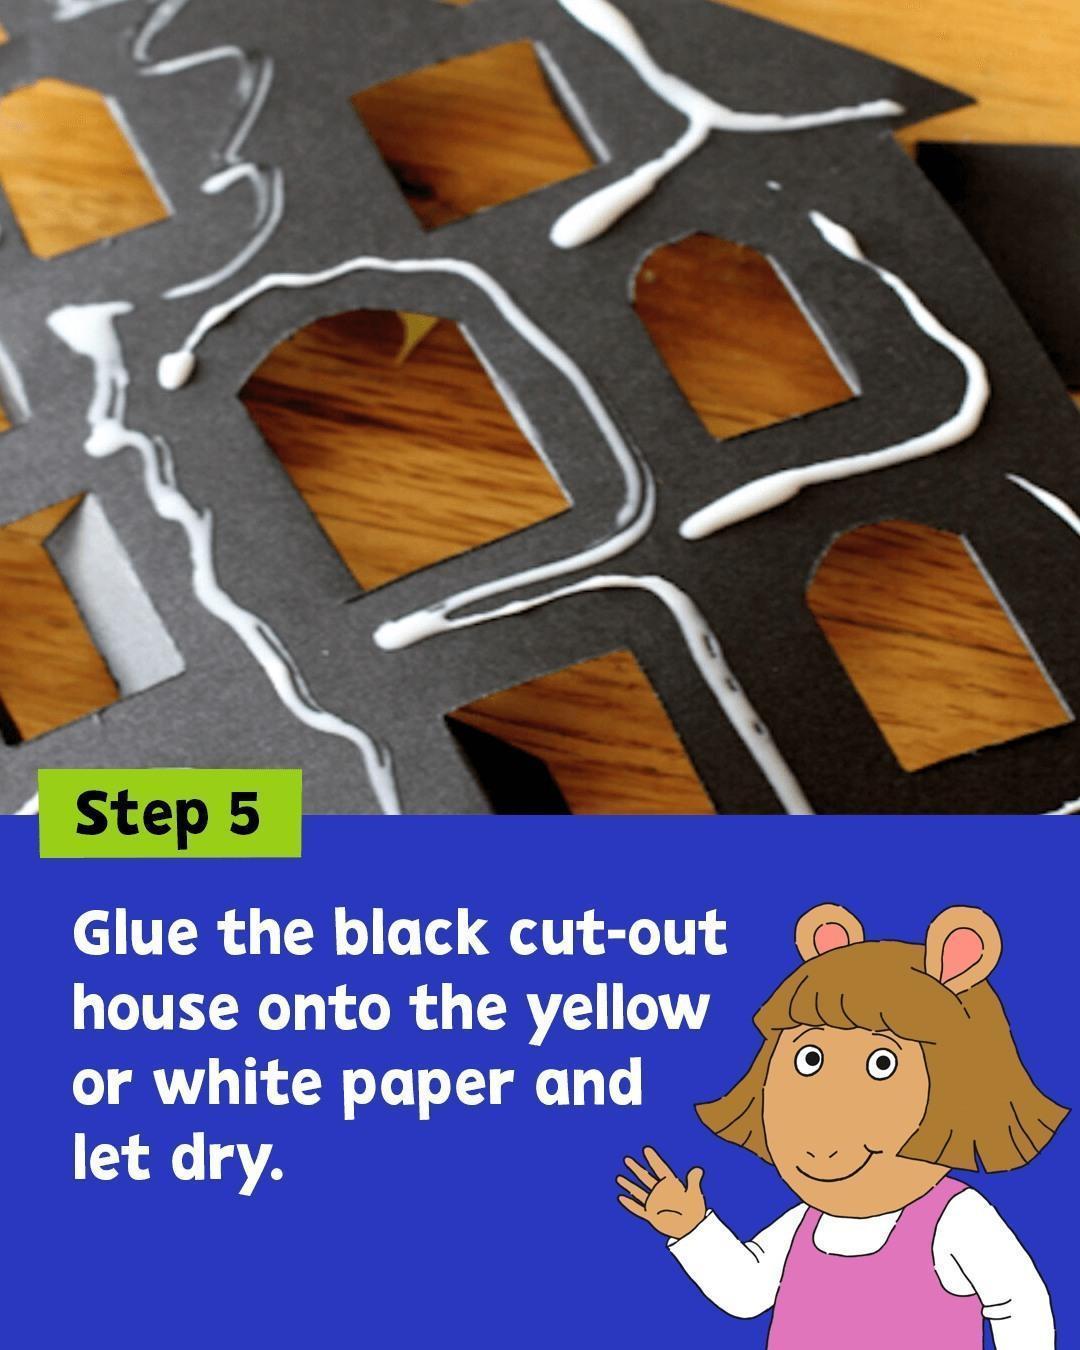 Step 5
Glue the black cut-out
house onto the yellow
or white paper and
let dry.